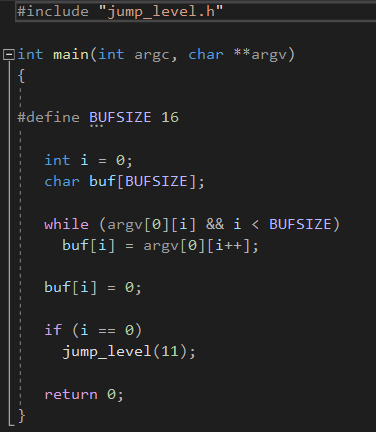 #include "jump_level.h"
int main(int argc, char **argv)
{
#define BUFSIZE 16
int i = 0;
char buf[BUFSIZE];
while (argv[0][i] && i < BUFSIZE)
buf[i] = argv[0][i++];
buf[i] = 0;
if (i == 0)
jump_level(11);
return 0;
}